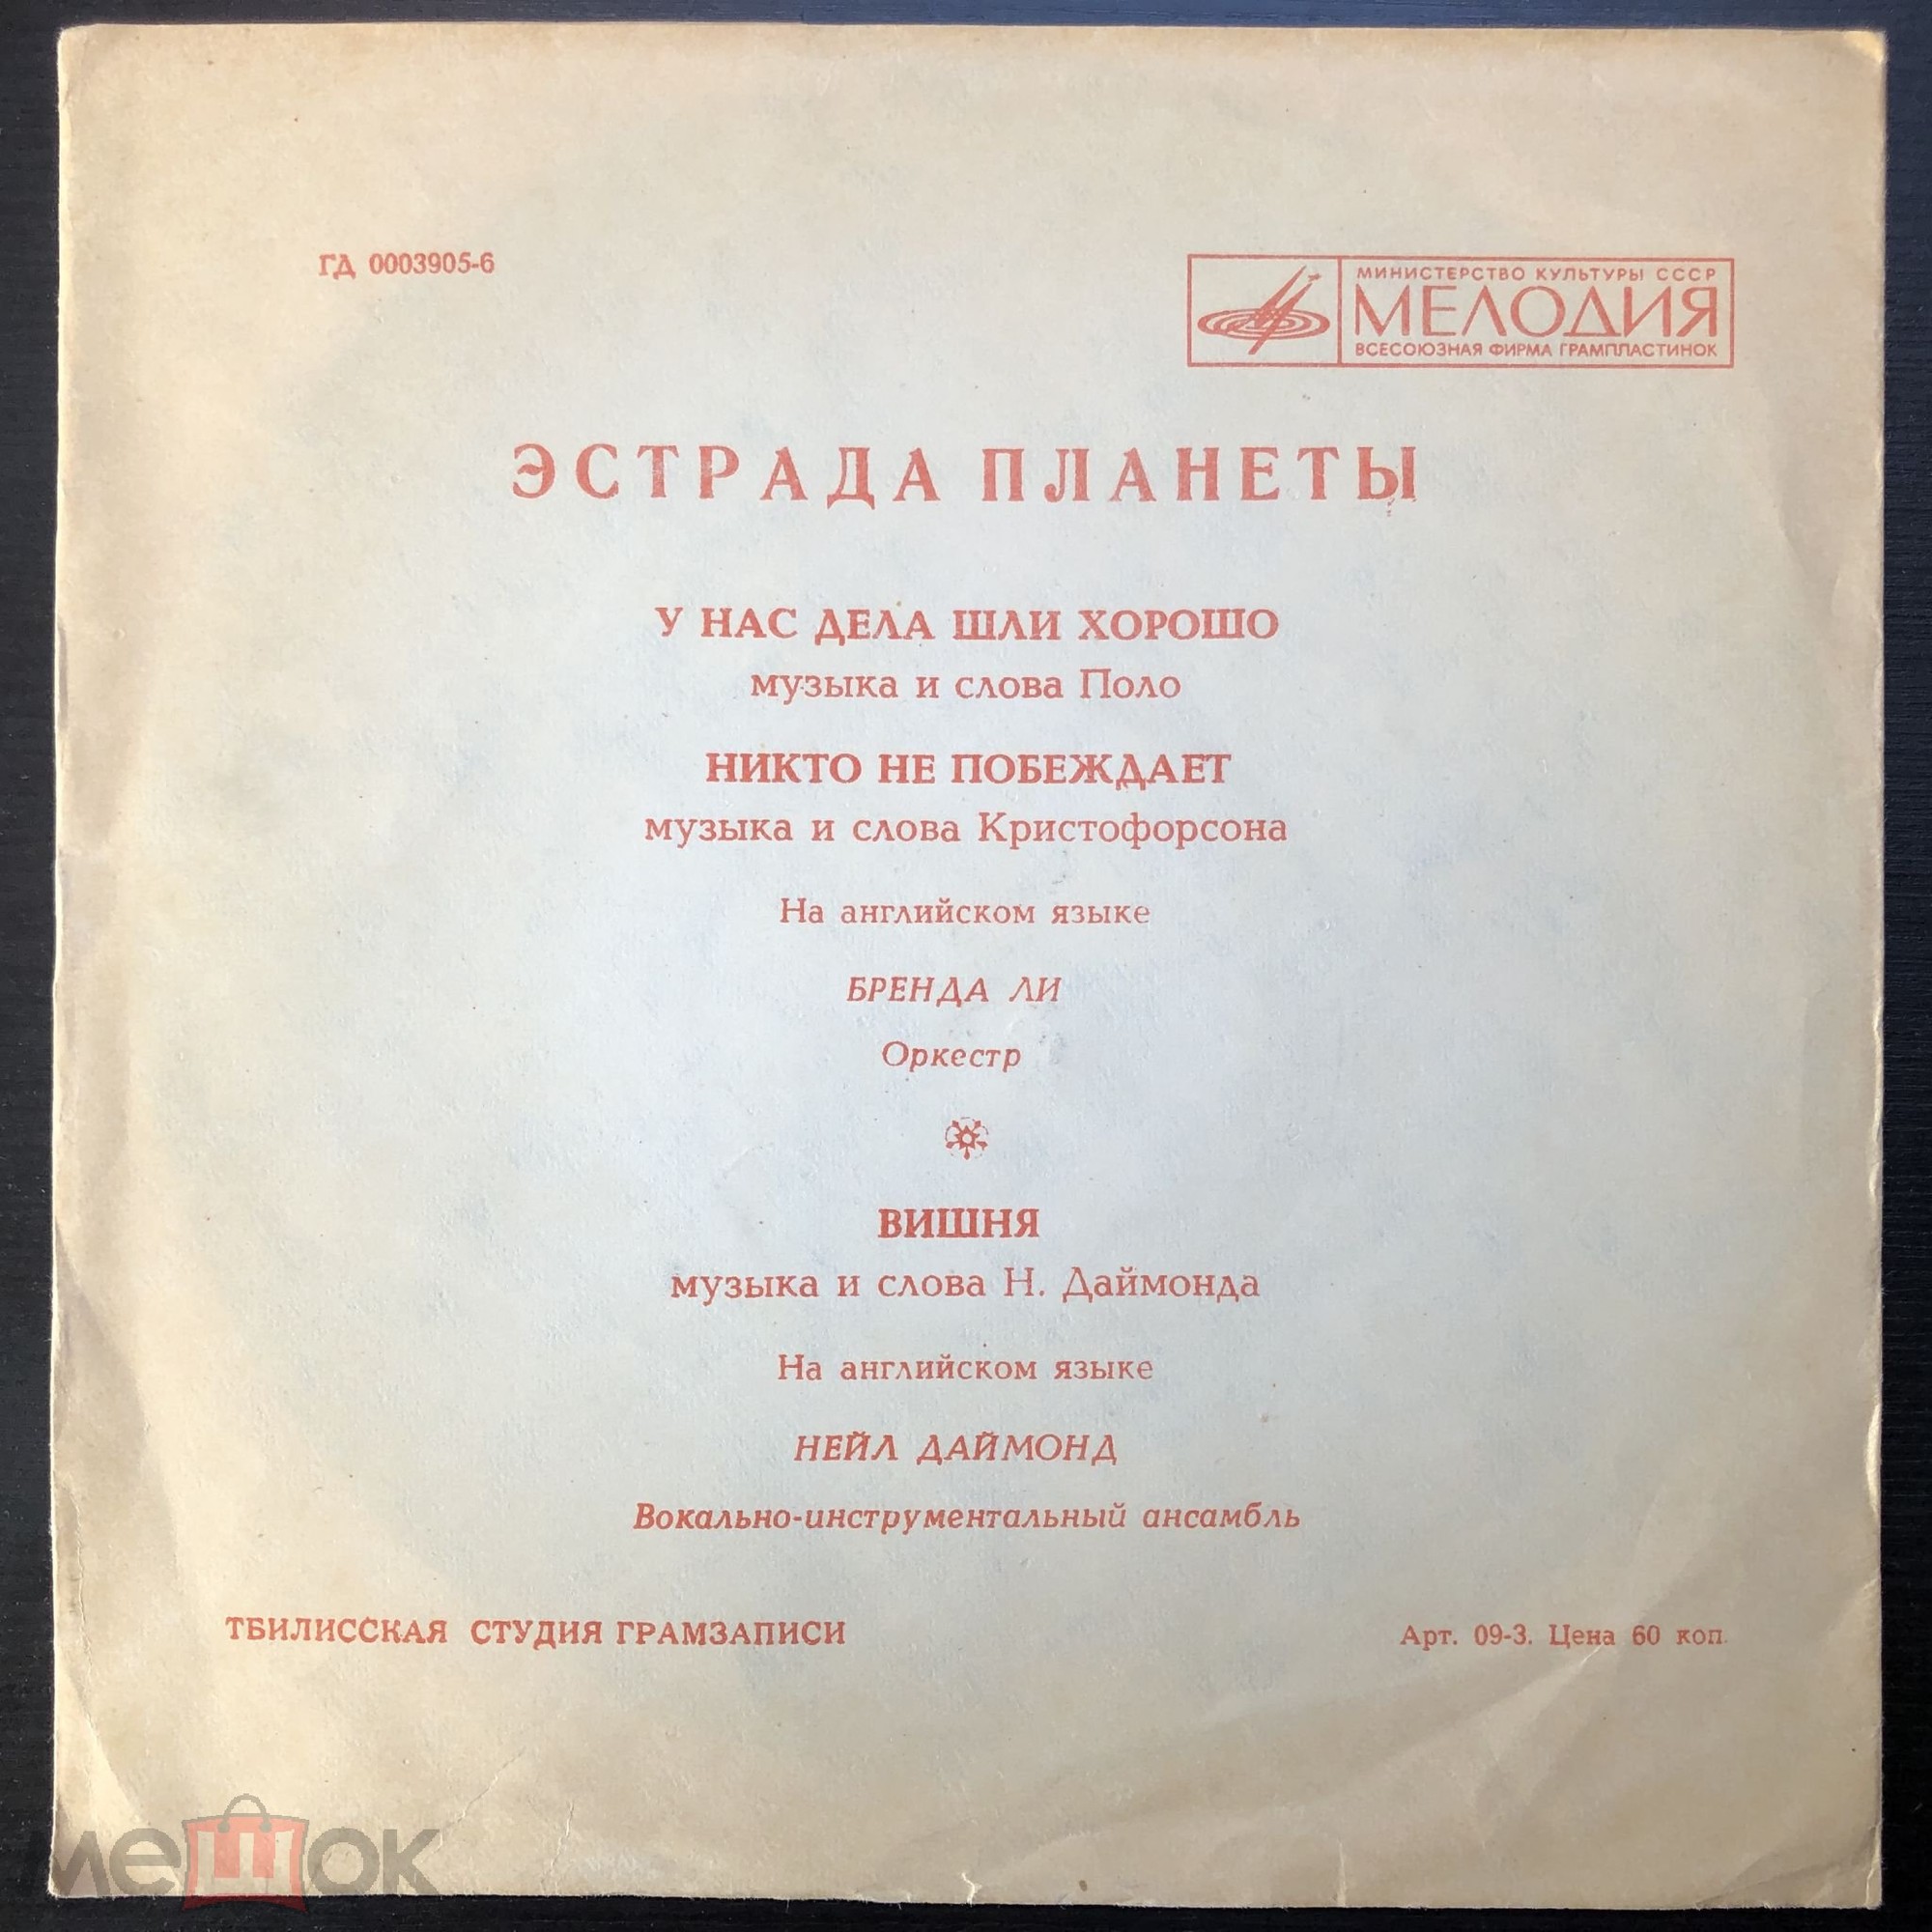 ГД 0003905-6
МИНИСТЕРСТВО КУЛЬТУРЫ СССР
МЕЛОДИЯ
ВСЕСОЮЗНАЯ ФИРМА ГРАМПЛАСТИНОК
ЭСТРАДА ПЛАНЕТЫ
У НАС ДЕЛА ШЛИ ХОРОШО
музыка и слова Поло
НИКТО НЕ ПОБЕЖДАЕТ
музыка и слова Кристофорсона
На английском языке
БРЕНДА ЛИ
Оркестр
ВИШНЯ
музыка и слова Н. Даймонда
На английском языке
НЕЙЛ ДАЙМОНД
Вокально-инструментальный ансамбль
ТБИЛИССКАЯ СТУДИЯ ГРАМЗАПИСИ
Арт. 09-3. Цена 60 коп.
мешок